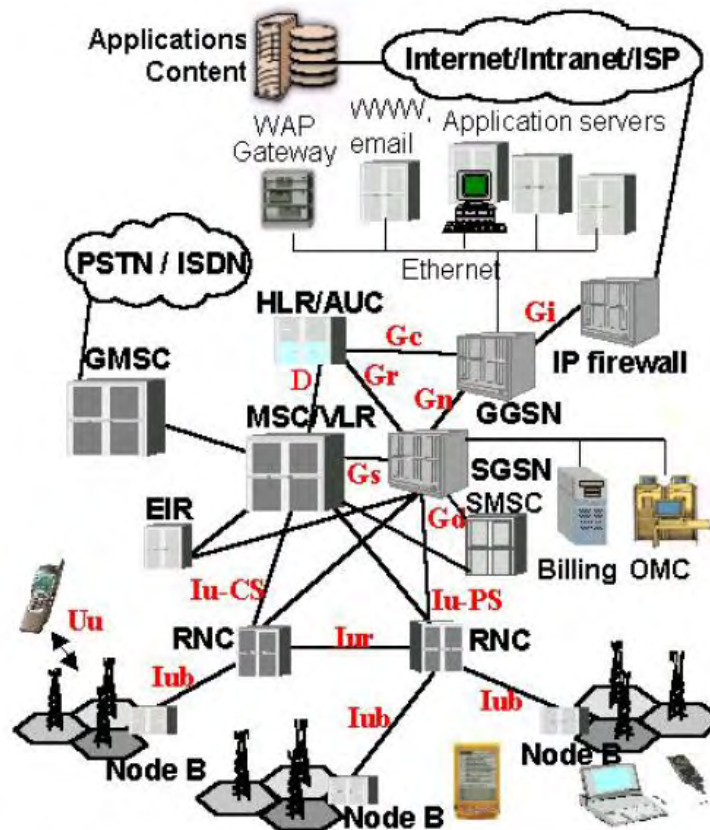 Applications
Content
Internet/Intranet/ISP
WAP
Gateway
WWW,
email
Application servers
Ethernet
PSTN / ISDN
HLR/AUC
Gc
Gi
IP firewall
GMSC
D
Gr
Gn
GGSN
MSC/VLR
Gs
SGSN
SMSC
EIR
Gd
Billing
OMC
Iu-CS
Iu-PS
Uu
RNC
Iur
RNC
Iub
Iub
Iub
Node B
Node B
Node B